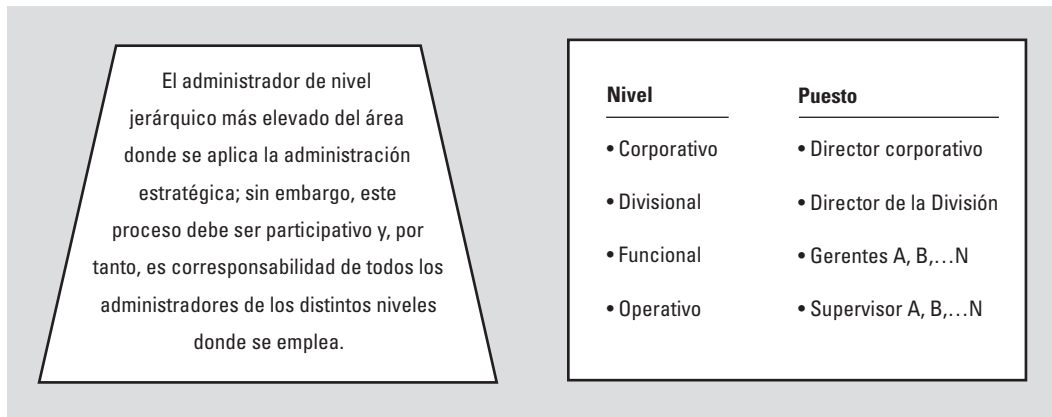 El administrador de nivel
jerárquico más elevado del área
donde se aplica la administración
estratégica; sin embargo, este
proceso debe ser participativo y, por
tanto, es corresponsabilidad de todos los
administradores de los distintos niveles
donde se emplea.
Nivel Puesto
• Corporativo • Director corporativo
• Divisional • Director de la División
• Funcional • Gerentes A, B,…N
• Operativo • Supervisor A, B,…N